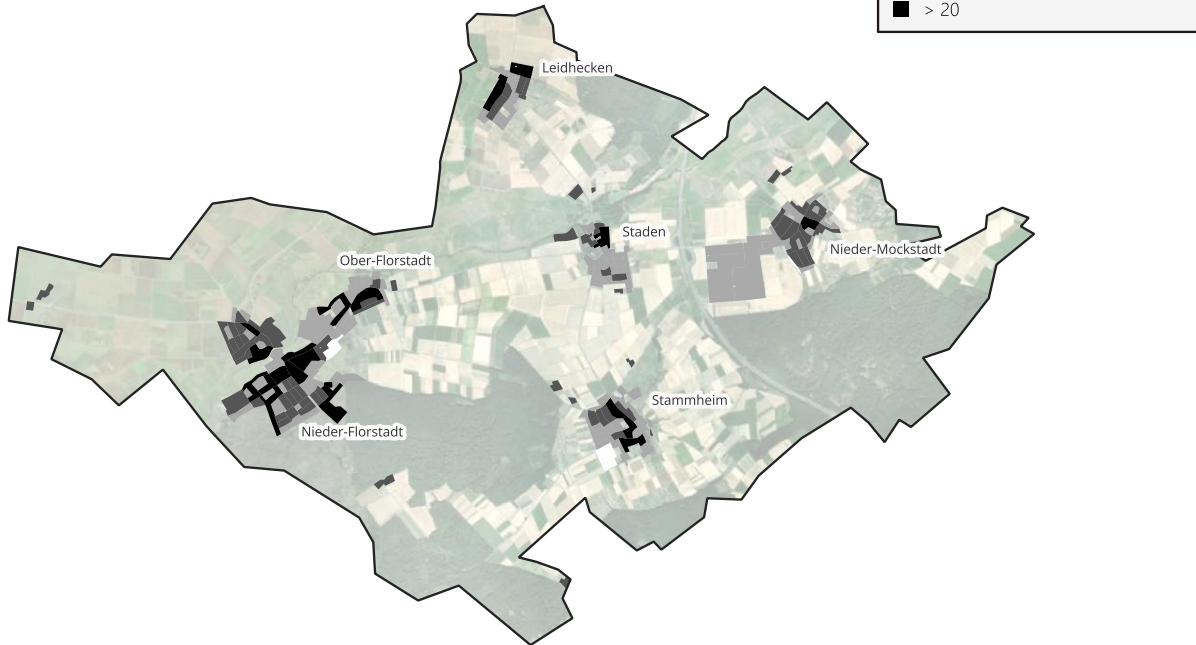 > 20
Leidhecken
Staden
Nieder-Mockstadt
Ober-Florstadt
Stammheim
Nieder-Florstadt